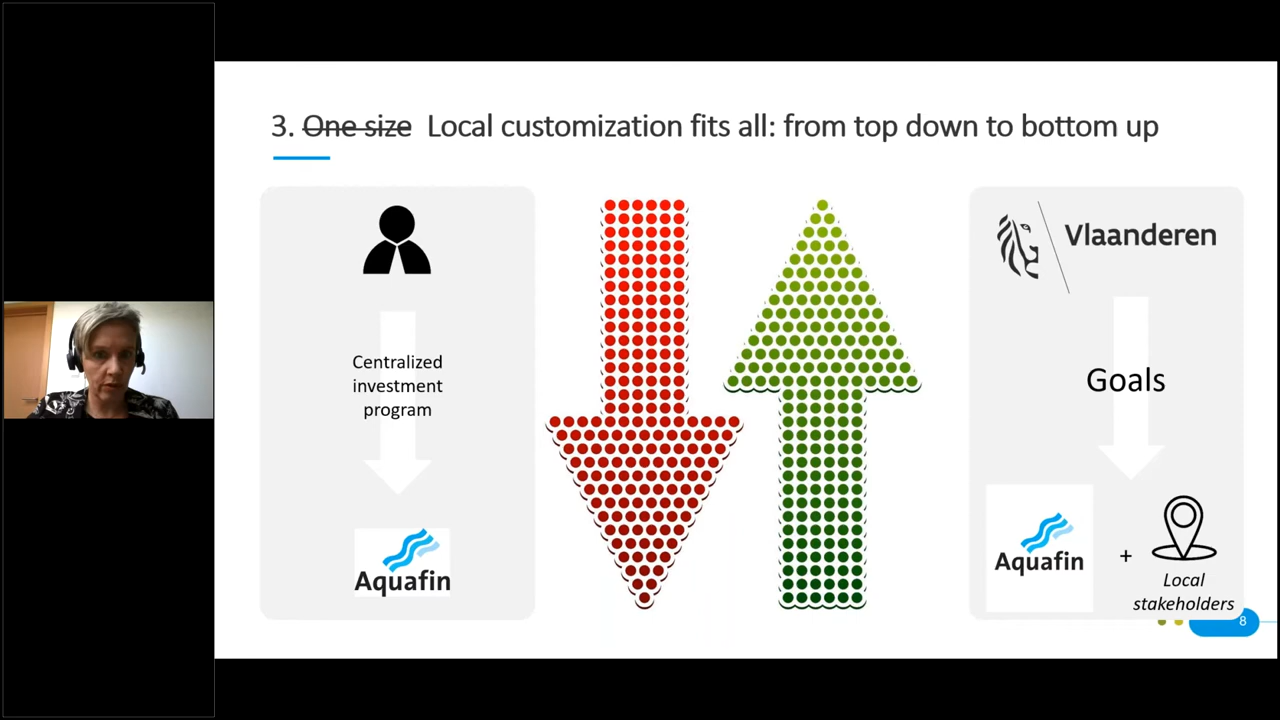 3. One size Local customization fits all: from top down to bottom up
Centralized
investment
program
Aquafin
Vlaanderen
Goals
Aquafin
+
Local
stakeholders
8